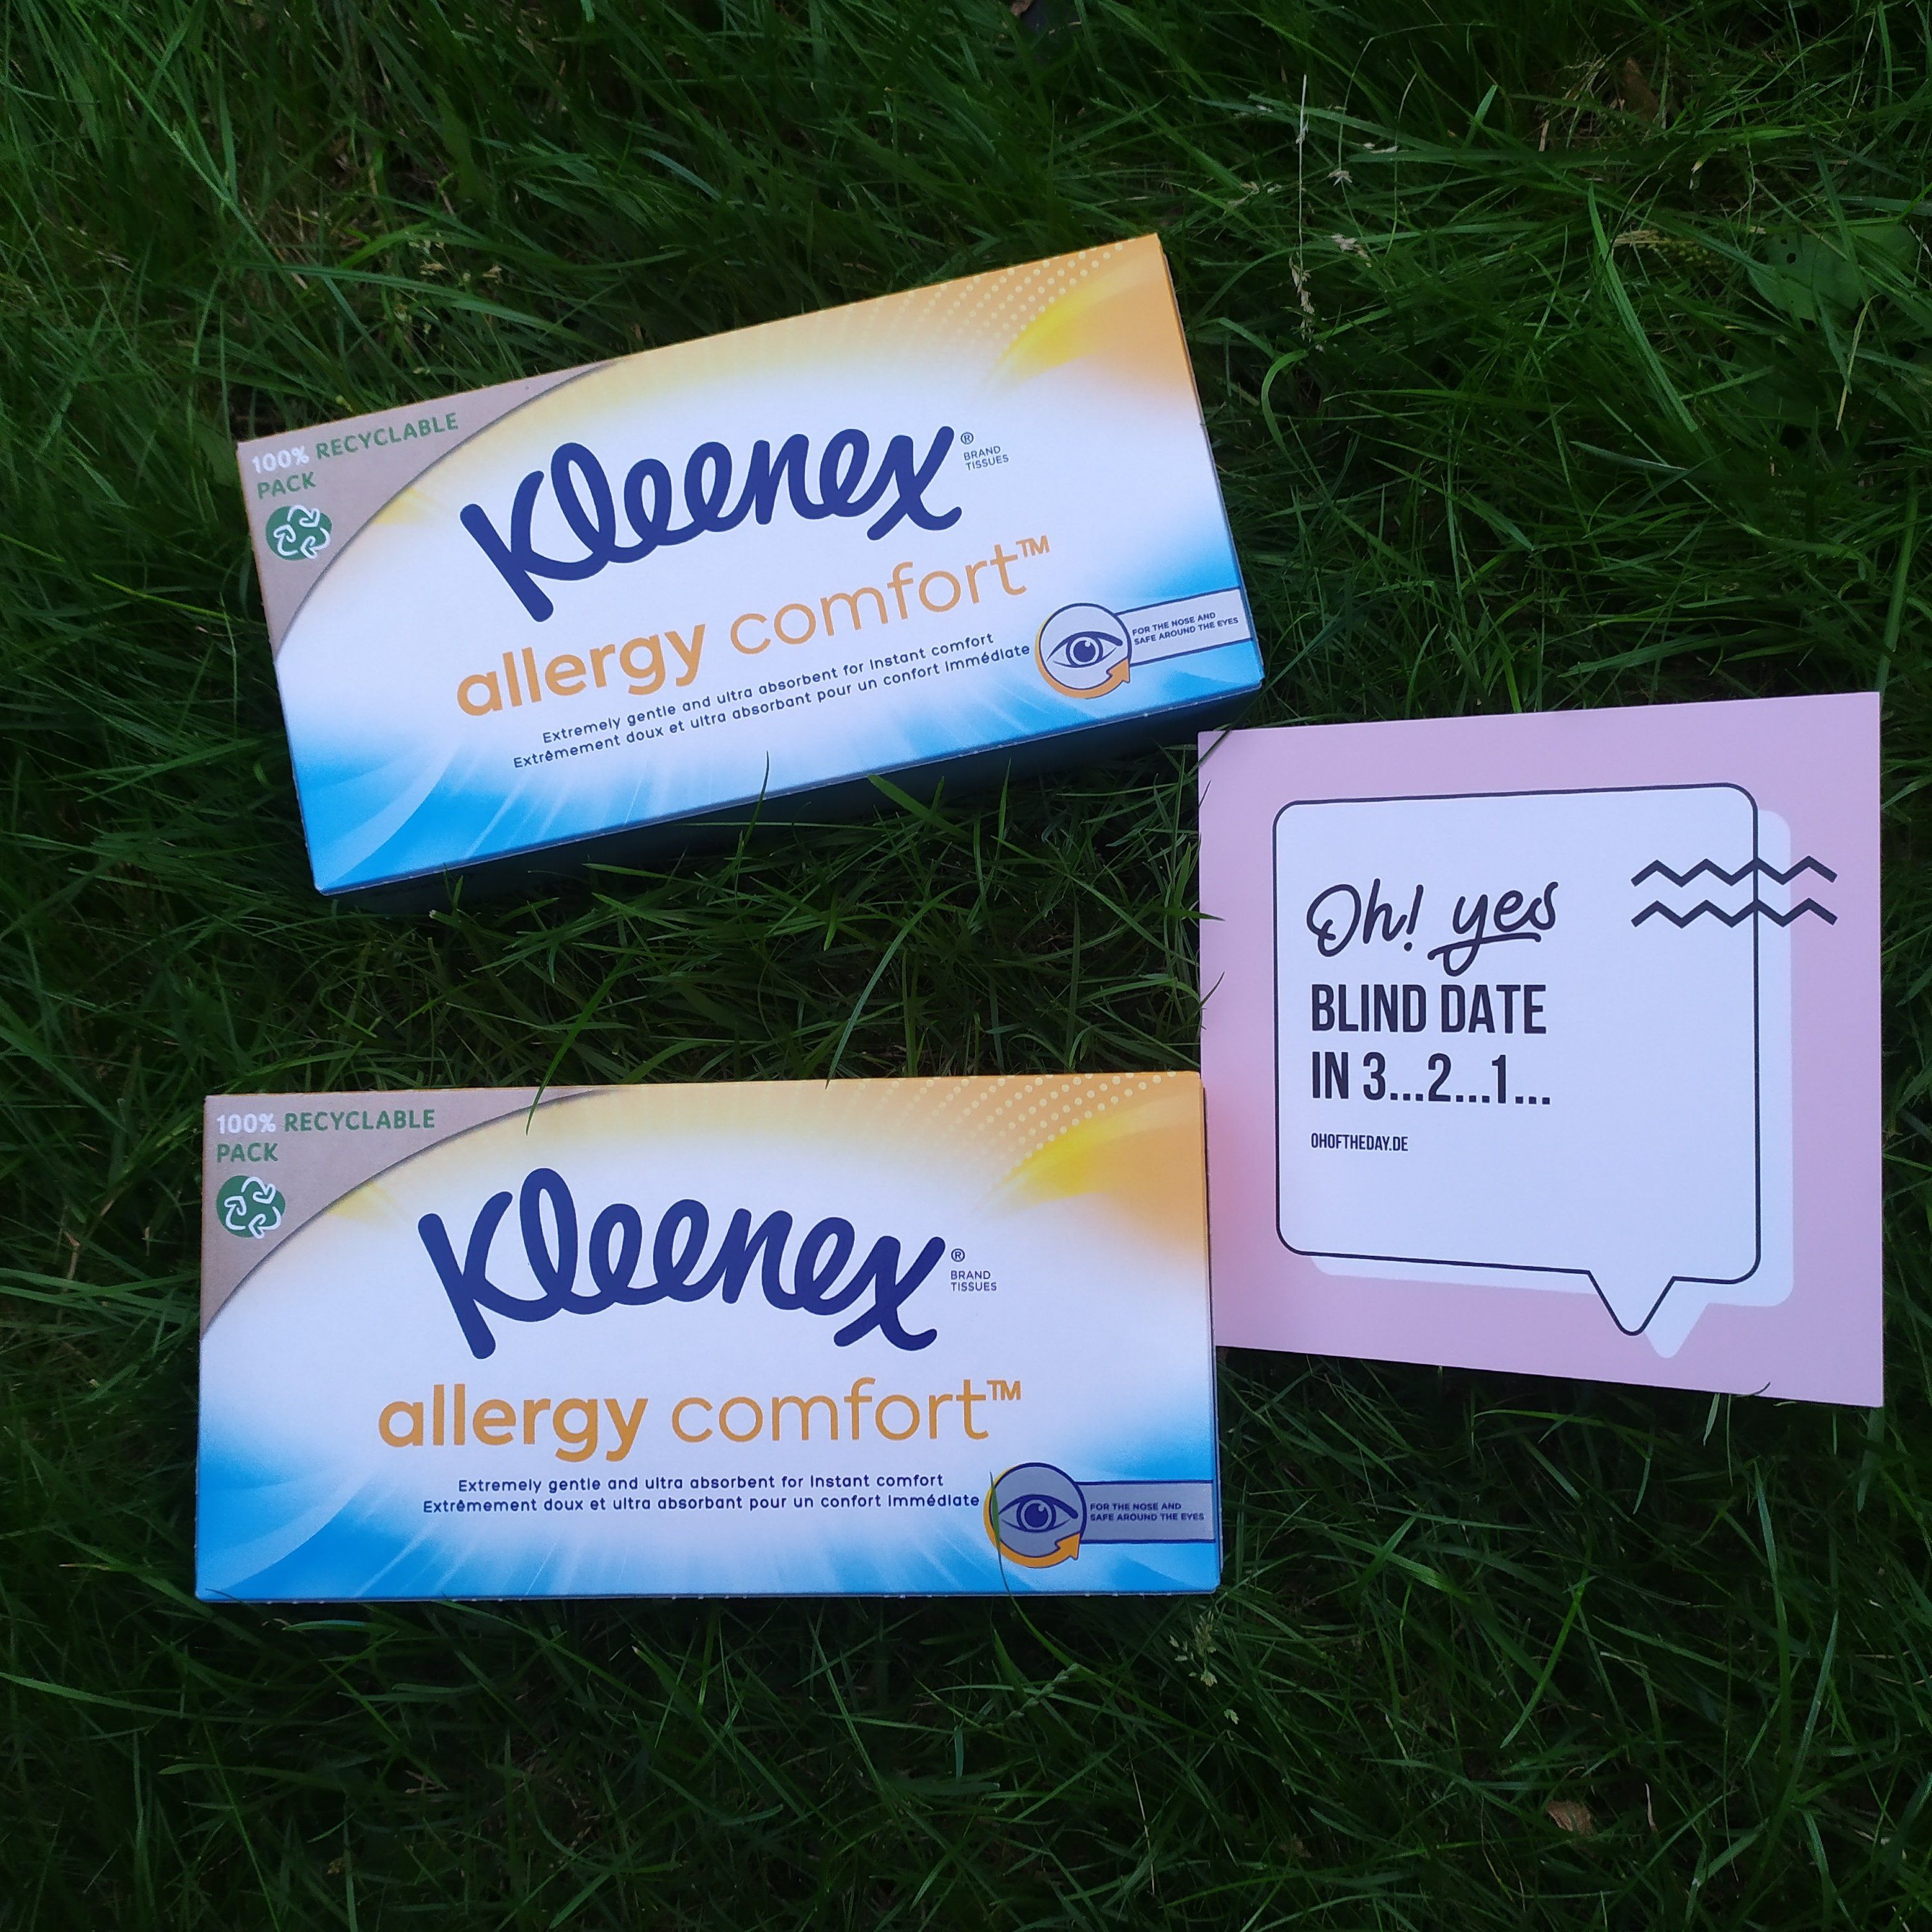 100% RECYCLABLE
PACK
Kleenex®
BRAND
TISSUES
allergy comfort™
Extremely gentle and ultra absorbent for instant comfort
Extrêmement doux et ultra absorbant pour un confort immédiate
FOR THE NOSE AND
SAFE AROUND THE EYES
Oh! yes
BLIND DATE
IN 3...2...1...
OHOFTHEDAY.DE
100% RECYCLABLE
PACK
Kleenex®
BRAND
TISSUES
allergy comfort™
Extremely gentle and ultra absorbent for instant comfort
Extrêmement doux et ultra absorbant pour un confort immédiate
FOR THE NOSE AND
SAFE AROUND THE EYES